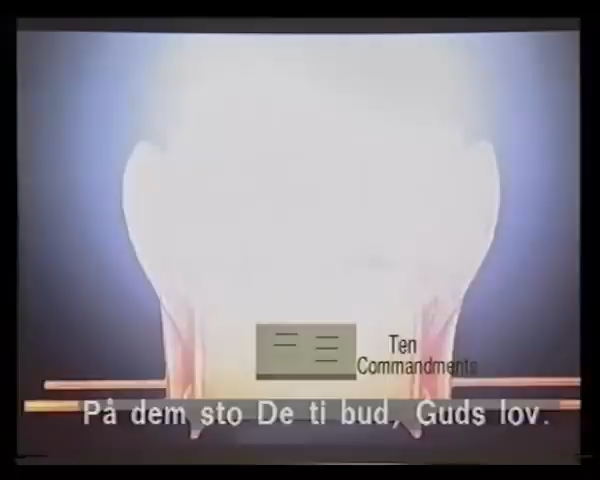 Ten
Commandments
På dem sto De ti bud, Guds lov.